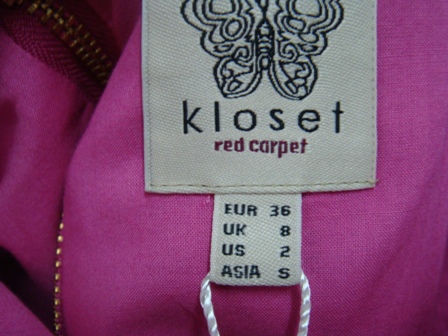 kloset
red carpet
EUR 36
UK 8
US 2
ASIA S